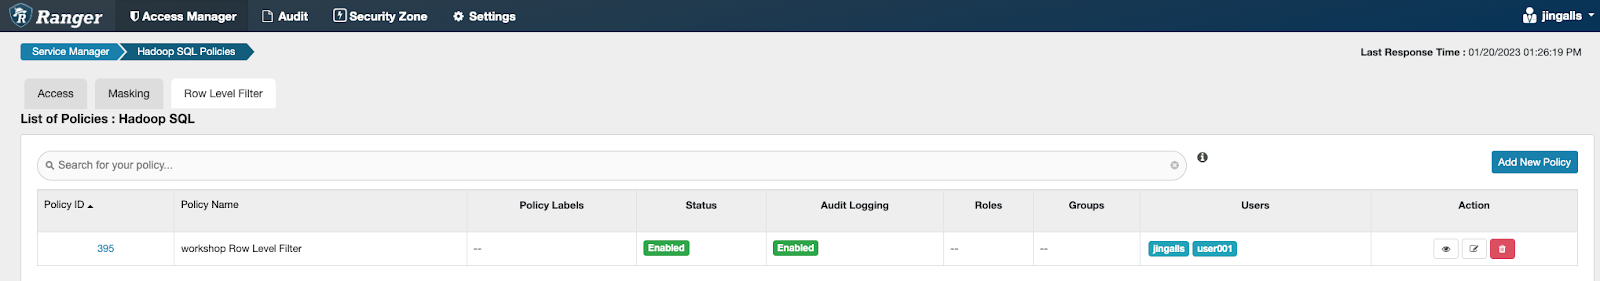 Ranger Access Manager Audit Security Zone Settings jingalls
Service Manager Hadoop SQL Policies Last Response Time : 01/20/2023 01:26:19 PM
Access Masking Row Level Filter
List of Policies : Hadoop SQL
Search for your policy... Add New Policy
Policy ID Policy Name Policy Labels Status Audit Logging Roles Groups Users Action
395 workshop Row Level Filter -- Enabled Enabled -- -- jingalls user001